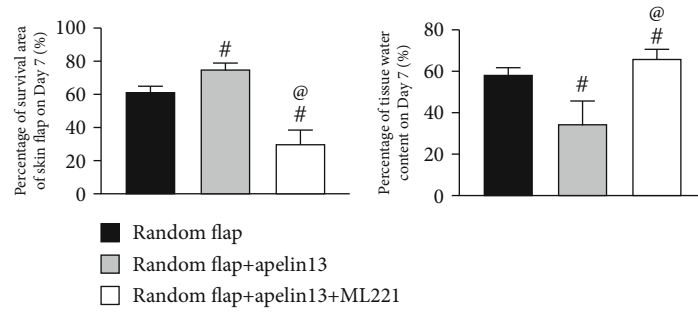 Percentage of survival area
of skin flap on Day 7 (%)
100
80
60
40
20
0
#
@
#
Percentage of tissue water
content on Day 7 (%)
80
60
40
20
0
#
@
#
Random flap
Random flap+apelin13
Random flap+apelin13+ML221